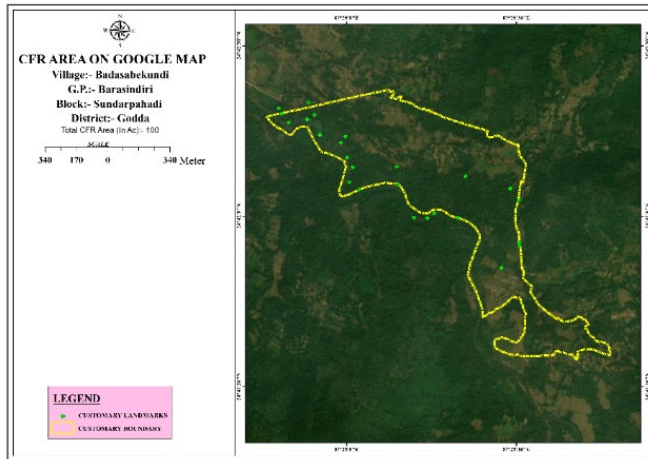 N
CFR AREA ON GOOGLE MAP
Village:- Badasabekundi
G.P.:- Barasindiri
Block:- Sundarpahadi
District:- Godda
Total CFR Area (In Ac):- 100
SCALE
340 170 0 340 Meter
LEGEND
CUSTOMARY LANDMARKS
CUSTOMARY BOUNDARY